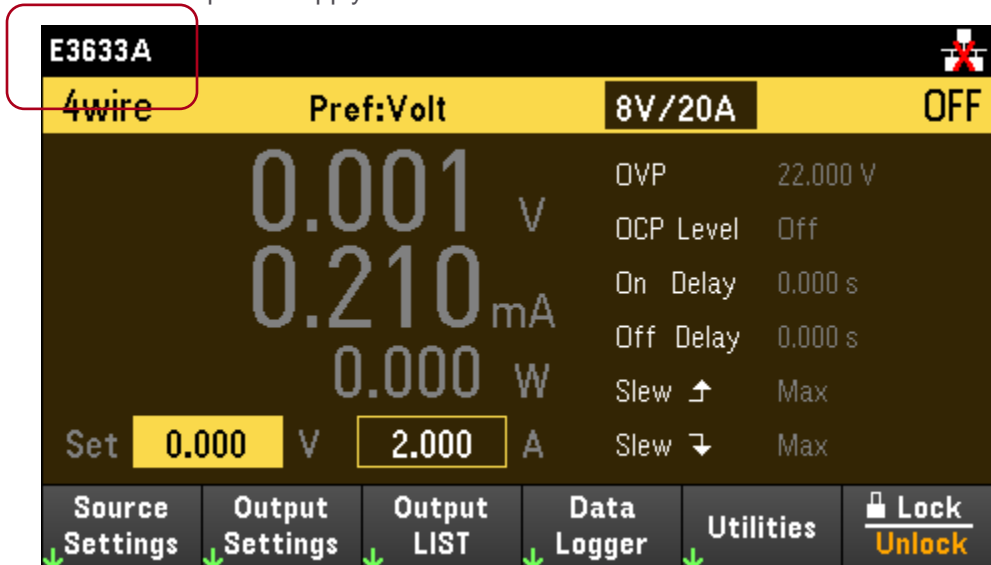 E3633A
4wire Pref:Volt 8V/20A OFF
0.001 V
0.210 mA
0.000 W
OVP 22.000 V
OCP Level Off
On Delay 0.000 s
Off Delay 0.000 s
Slew Max
Slew Max
Set 0.000 V 2.000 A
Source Settings
Output Settings
Output LIST
Data Logger
Utilities
Lock
Unlock